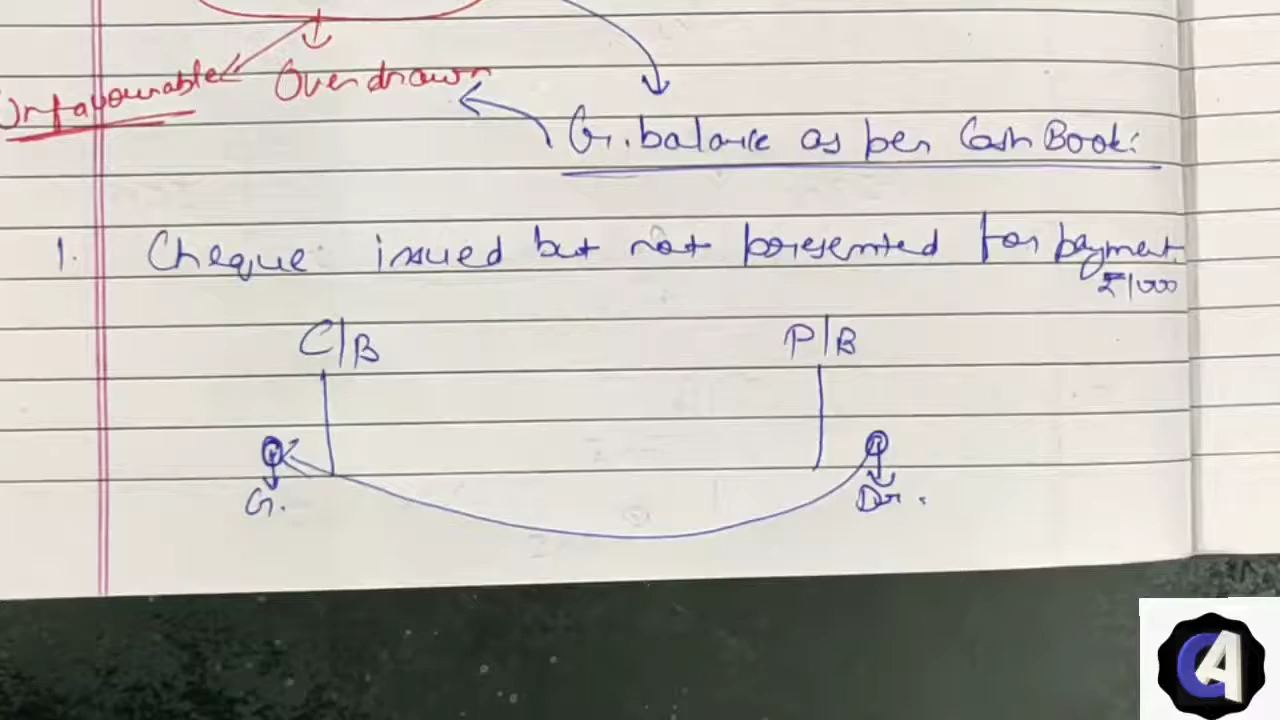 Unfavourable Overdrawn
Cr. balance as per Cash Book:
1. Cheque issued but not presented for payment.
₹1000
C/B P/B
Cr. Dr.
CA